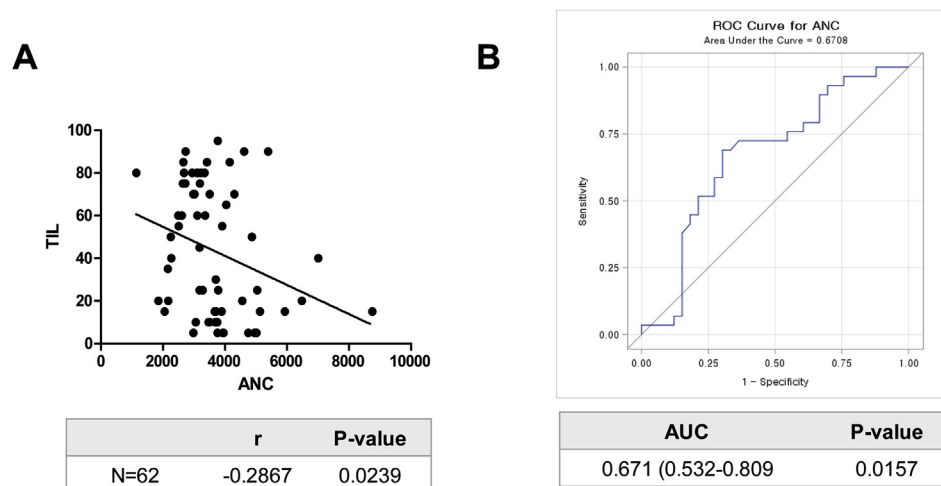 A
TIL
100
80
60
40
20
0
0 2000 4000 6000 8000 10000
ANC
r P-value
N=62 -0.2867 0.0239
B
ROC Curve for ANC
Area Under the Curve = 0.6708
Sensitivity
1.00
0.75
0.50
0.25
0.00
0.00 0.25 0.50 0.75 1.00
1 - Specificity
AUC P-value
0.671 (0.532-0.809 0.0157